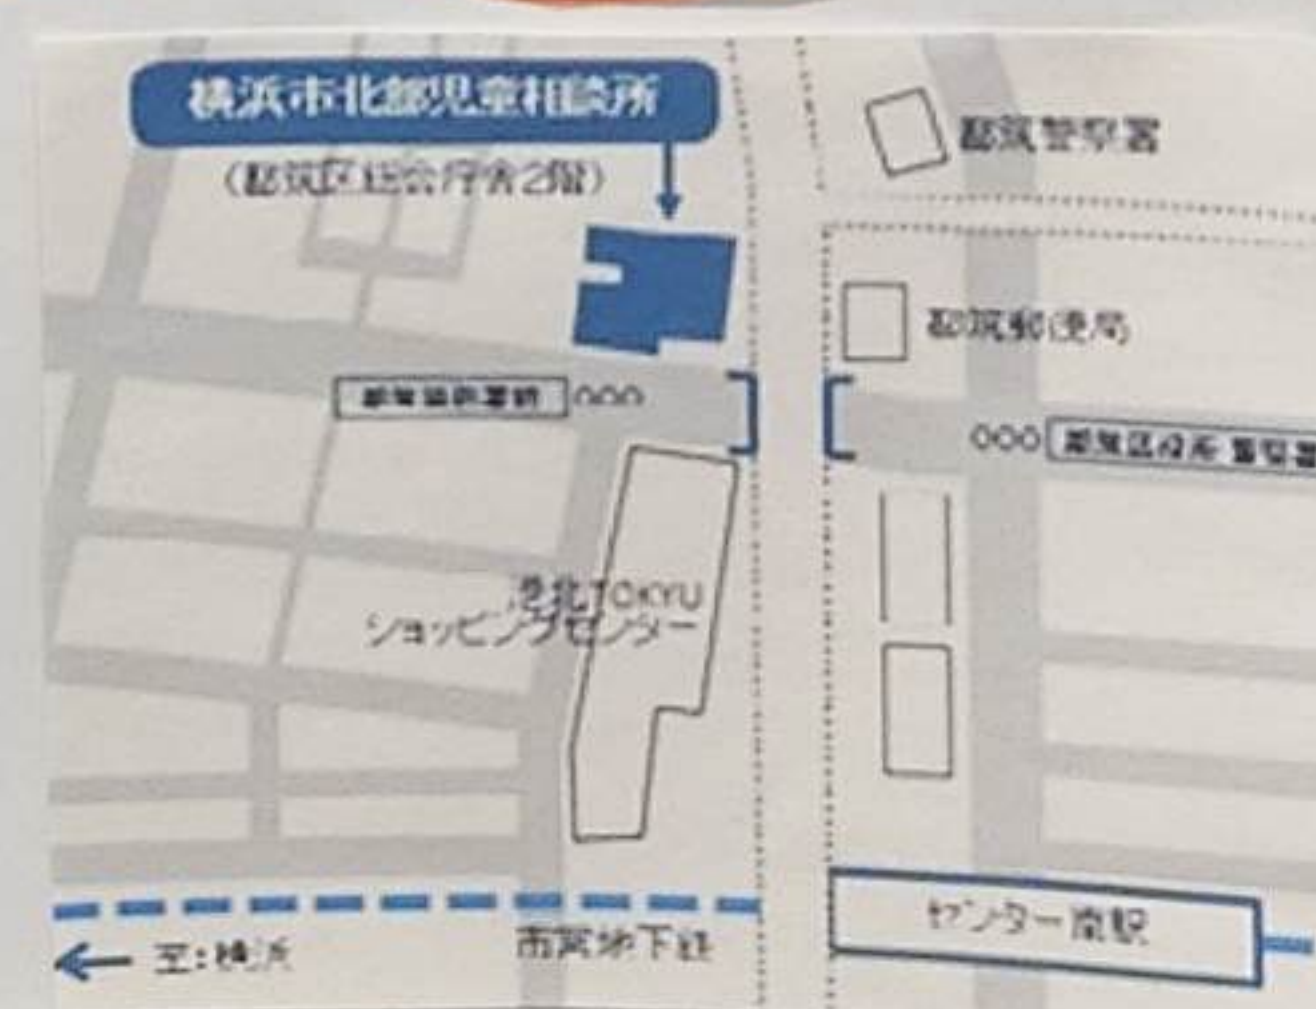 横浜市北部児童相談所
(都筑区総合庁舎2階)
都筑警察署
都筑郵便局
港北TOKYU
ショッピングセンター
センター南駅
市営地下鉄
至:横浜